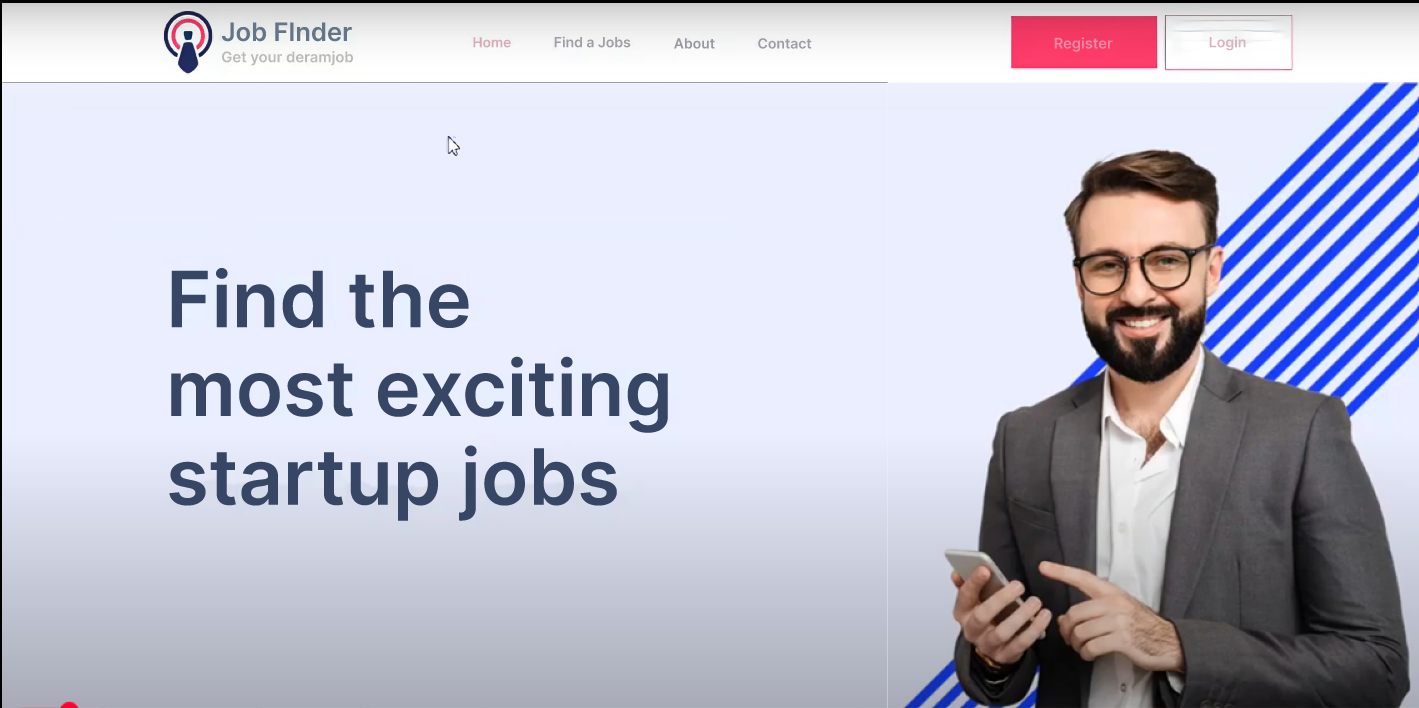 Job FInder
Get your deramjob
Home
Find a Jobs
About
Contact
Register
Login
Find the
most exciting
startup jobs